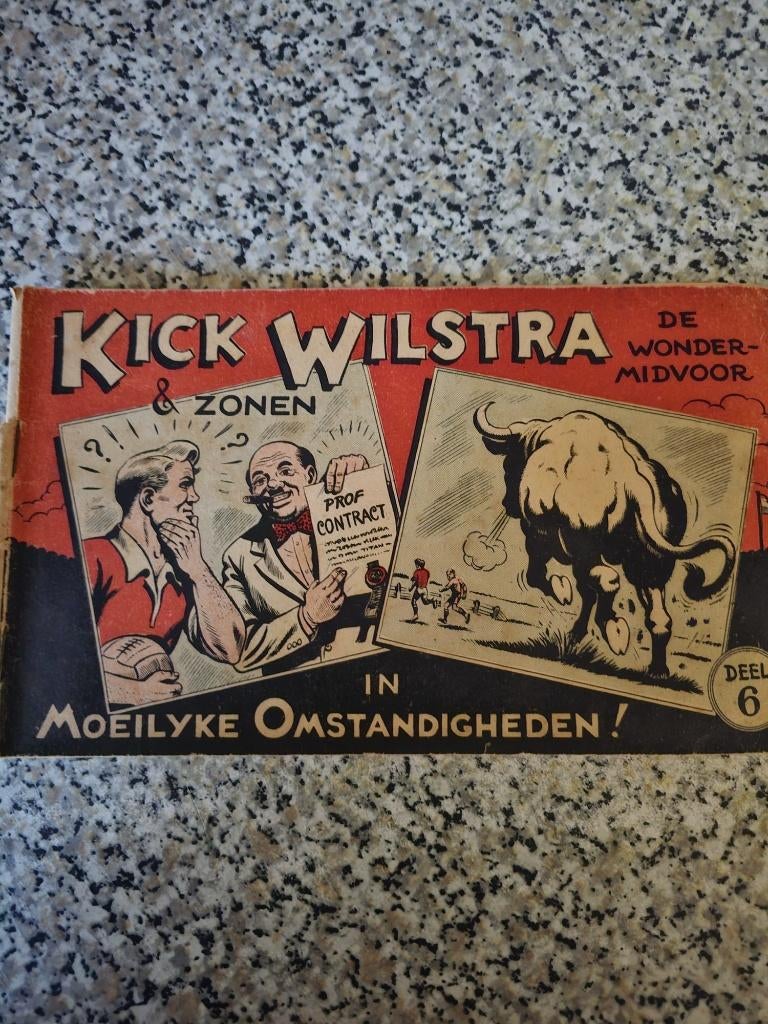 KICK WILSTRA
& ZONEN
DE
WONDER-
MIDVOOR
?
?
?
PROF
CONTRACT
IN
MOEILYKE OMSTANDIGHEDEN!
DEEL
6